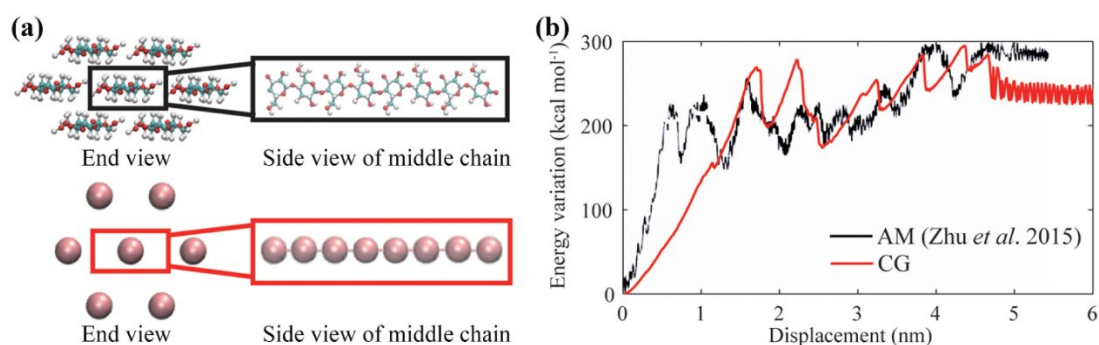 (a)
End view
Side view of middle chain
End view
Side view of middle chain
(b)
Energy variation (kcal mol⁻¹)
300
200
100
0
AM (Zhu et al. 2015)
CG
0 1 2 3 4 5 6
Displacement (nm)